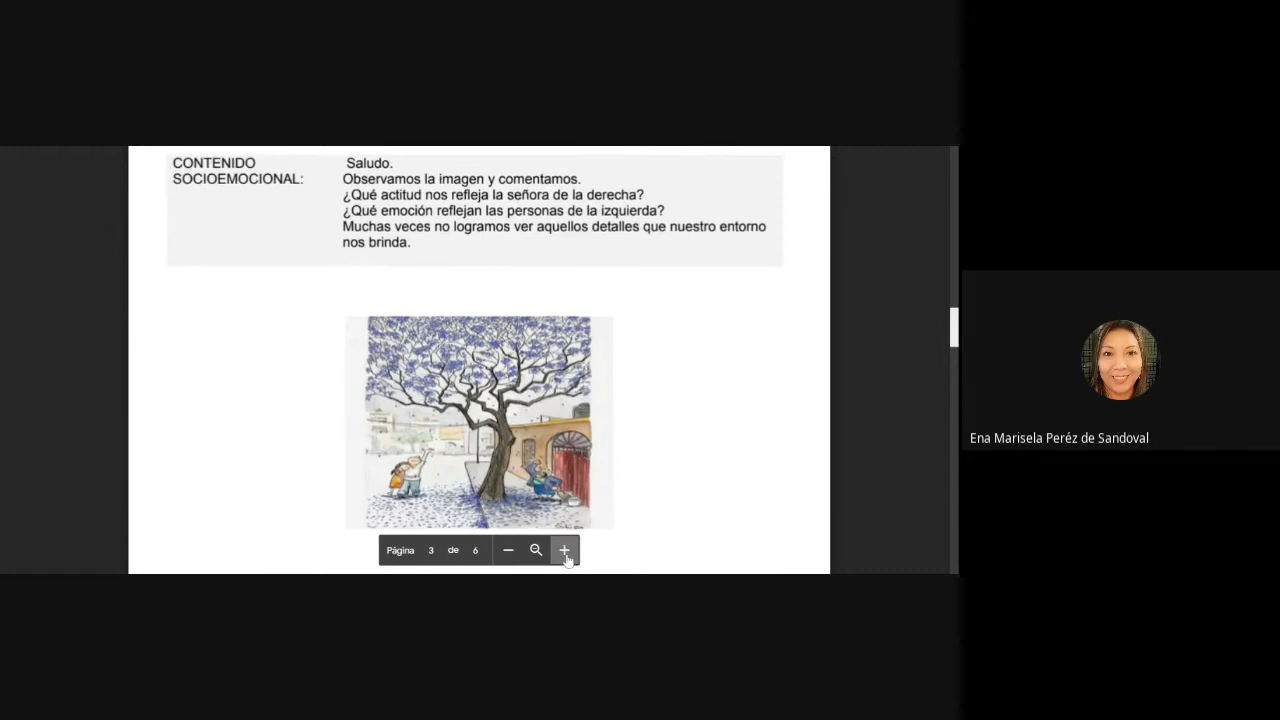 CONTENIDO
SOCIOEMOCIONAL:
Saludo.
Observamos la imagen y comentamos.
¿Qué actitud nos refleja la señora de la derecha?
¿Qué emoción reflejan las personas de la izquierda?
Muchas veces no logramos ver aquellos detalles que nuestro entorno
nos brinda.
Página 3 de 6
Ena Marisela Peréz de Sandoval